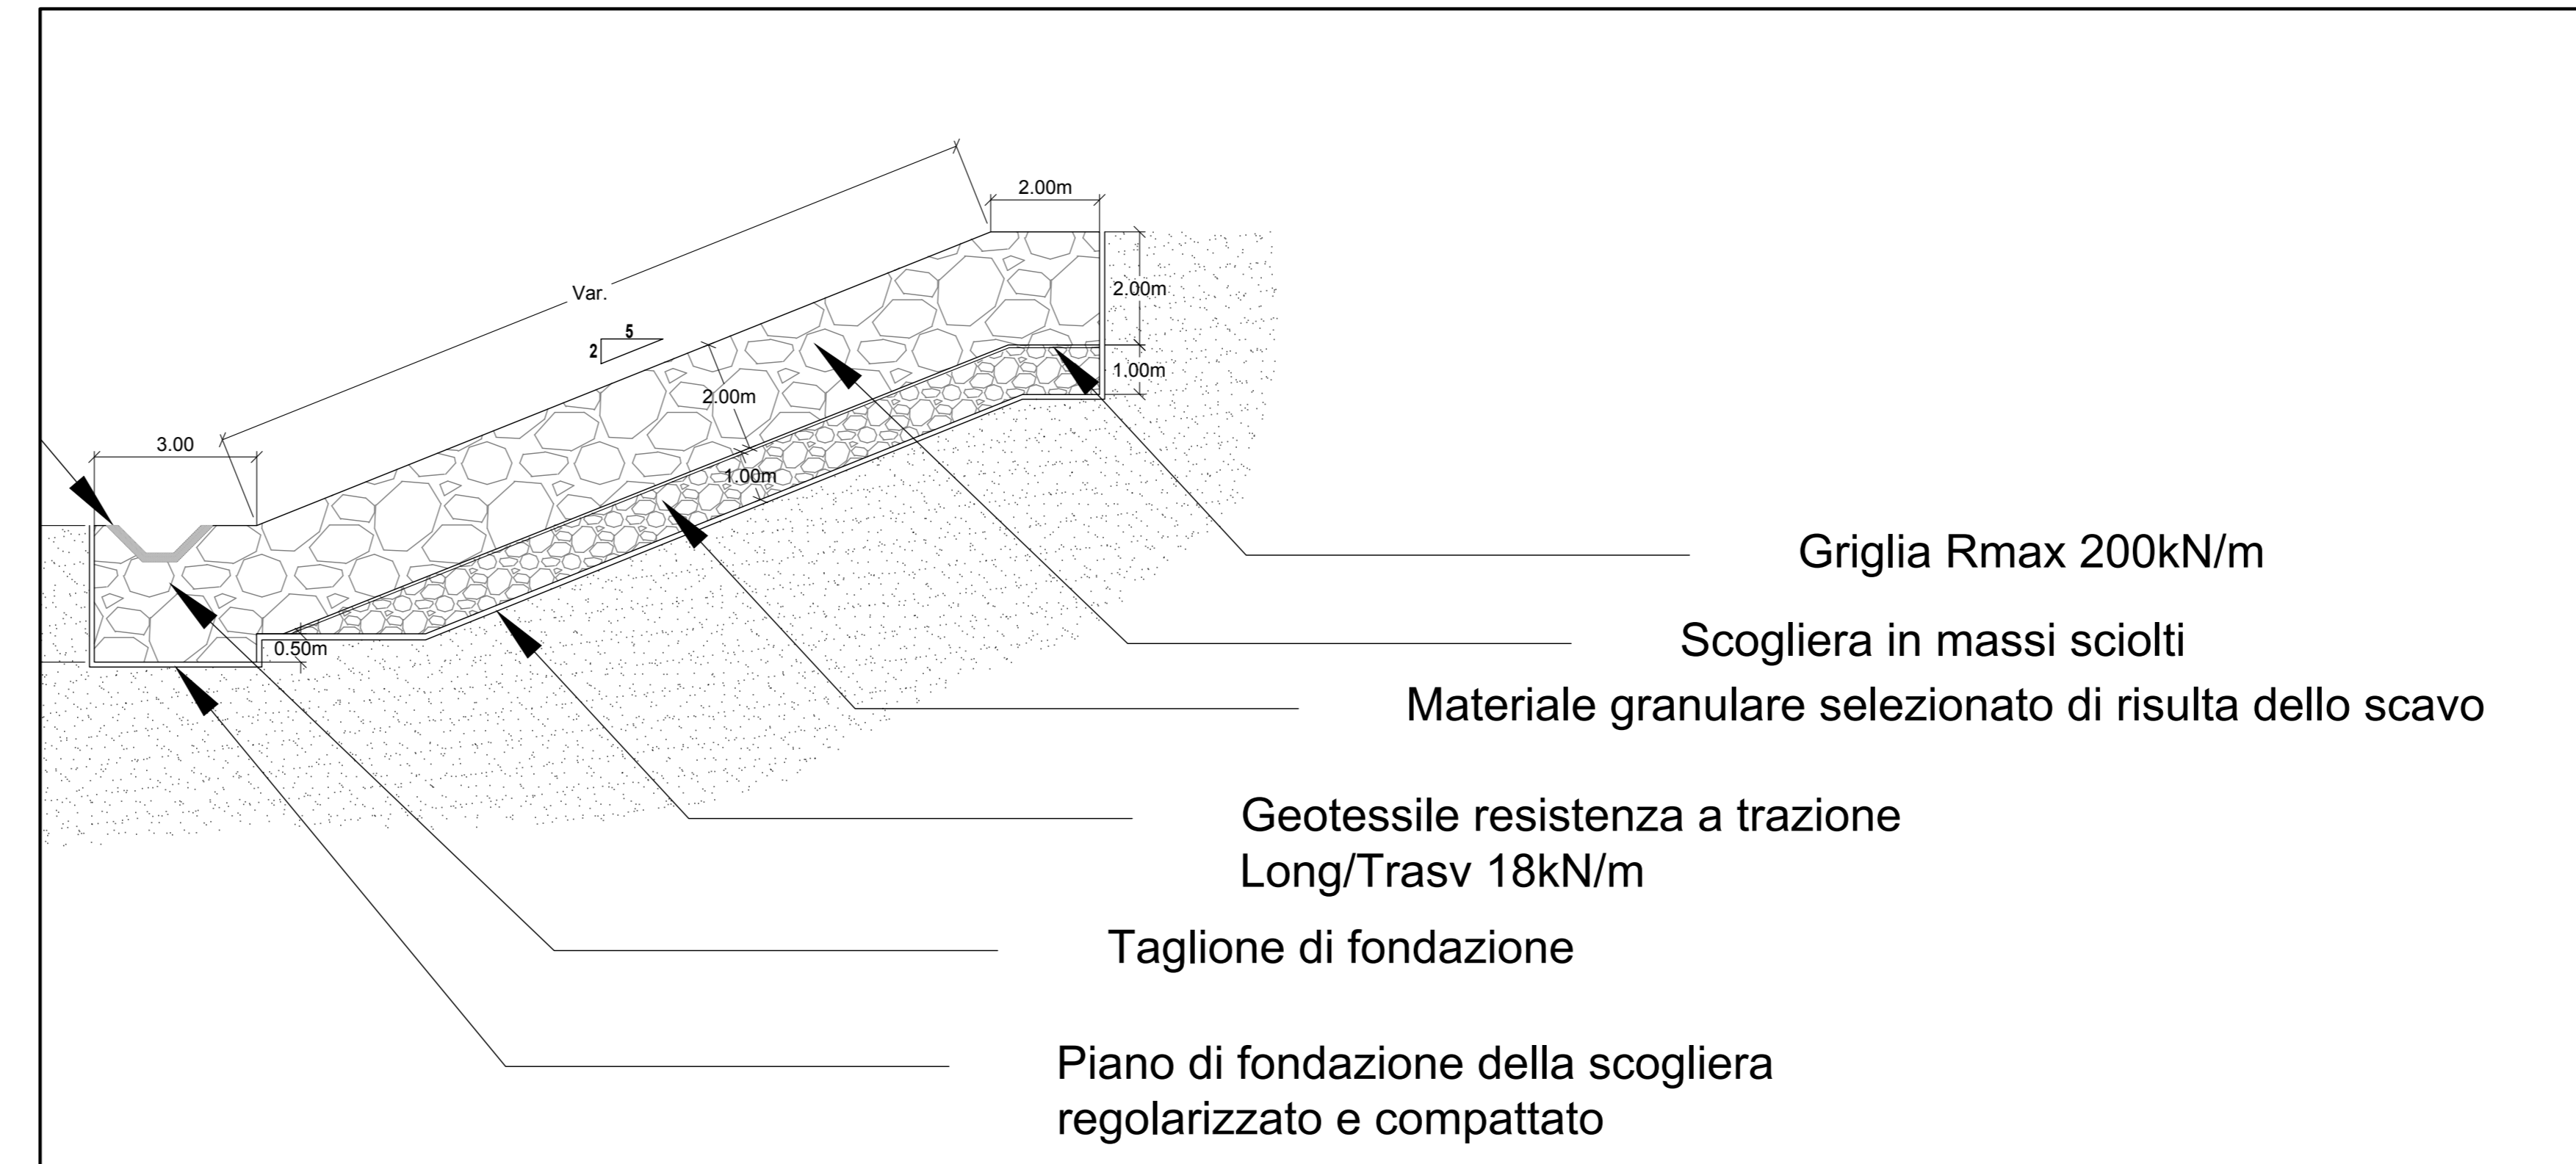 2.00m
Var.
2.00m
5
2
1.00m
2.00m
3.00
1.00m
Griglia Rmax 200kN/m
Scogliera in massi sciolti
0.50m
Materiale granulare selezionato di risulta dello scavo
Geotessile resistenza a trazione
Long/Trasv 18kN/m
Taglione di fondazione
Piano di fondazione della scogliera
regolarizzato e compattato